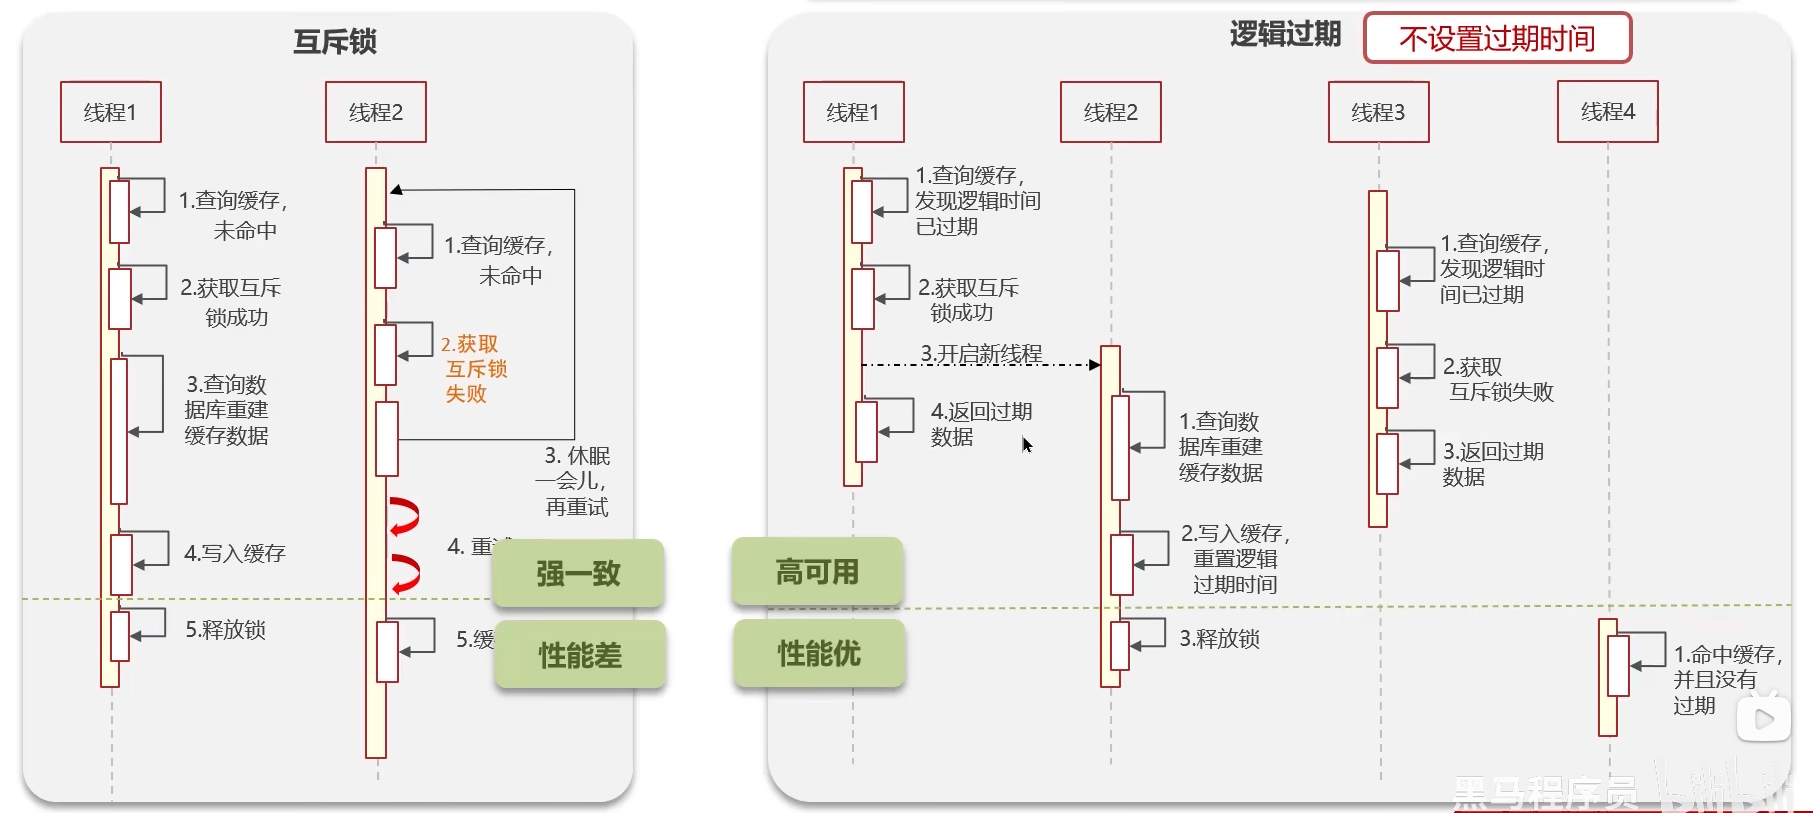 互斥锁
线程1
线程2
1.查询缓存，
未命中
2.获取互斥
锁成功
3.查询数
据库重建
缓存数据
4.写入缓存
5.释放锁
1.查询缓存，
未命中
2.获取
互斥锁
失败
3. 休眠
一会儿，
再重试
4. 重试
5.缓
强一致
性能差
逻辑过期
不设置过期时间
线程1
线程2
线程3
线程4
1.查询缓存，
发现逻辑时间
已过期
2.获取互斥
锁成功
3.开启新线程
4.返回过期
数据
1.查询数
据库重建
缓存数据
2.写入缓存，
重置逻辑
过期时间
3.释放锁
1.查询缓存，
发现逻辑时
间已过期
2.获取
互斥锁失败
3.返回过期
数据
1.命中缓存，
并且没有
过期
高可用
性能优
黑马程序员
bilibili